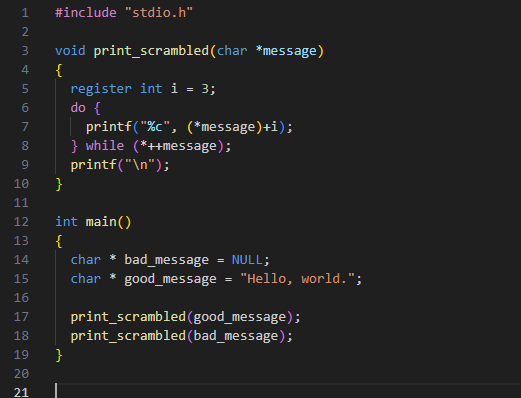 1 #include "stdio.h"
2
3 void print_scrambled(char *message)
4 {
5   register int i = 3;
6   do {
7     printf("%c", (*message)+i);
8   } while (*++message);
9   printf("\n");
10 }
11
12 int main()
13 {
14   char * bad_message = NULL;
15   char * good_message = "Hello, world.";
16
17   print_scrambled(good_message);
18   print_scrambled(bad_message);
19 }
20
21